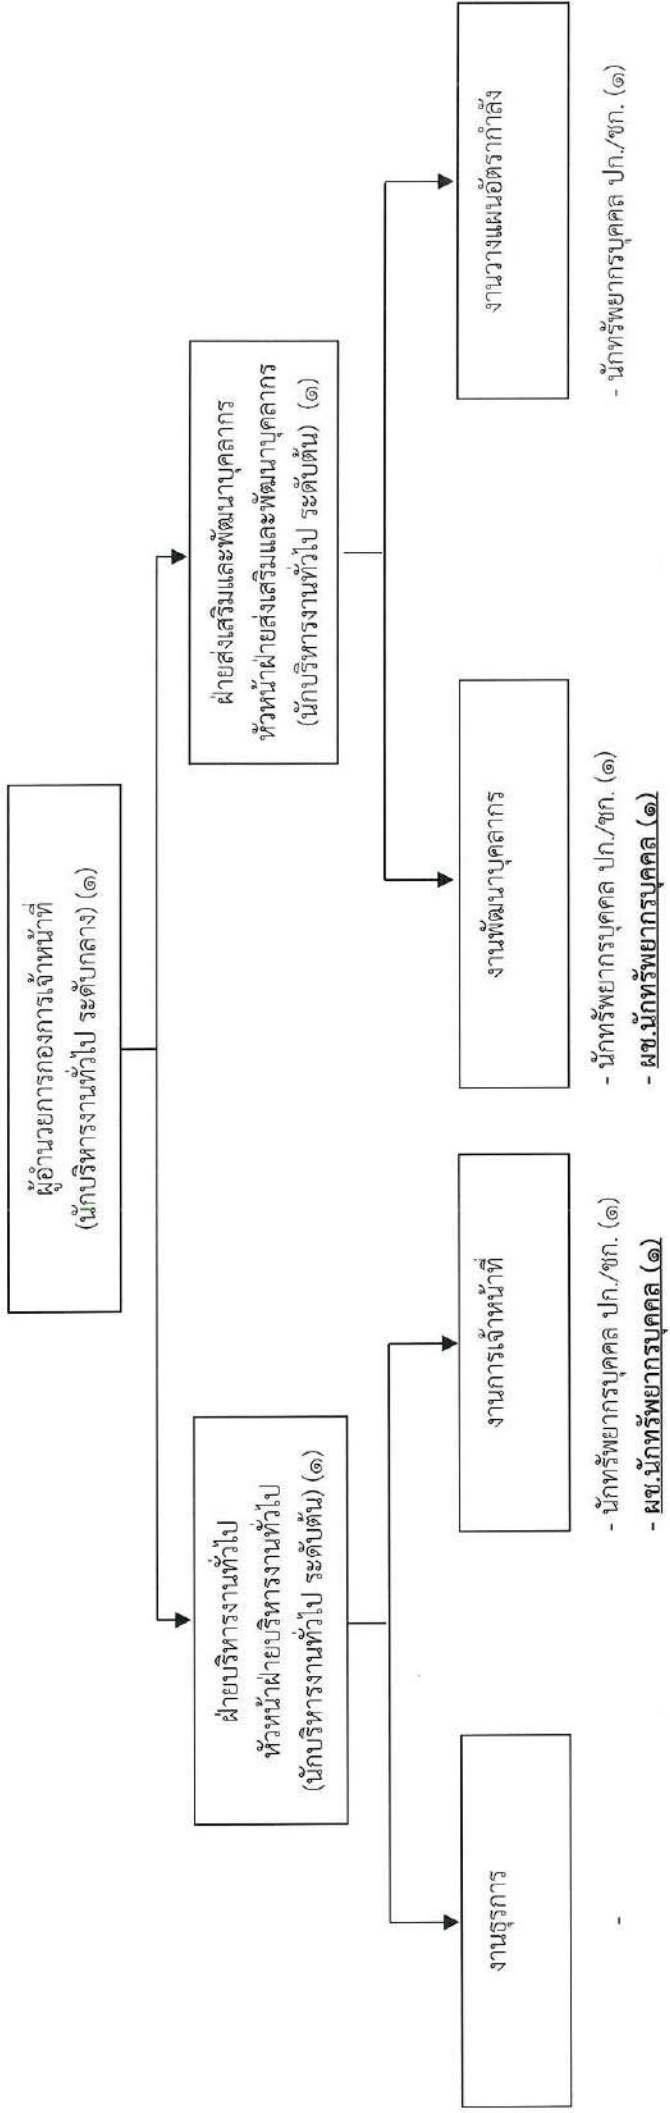 ผู้อำนวยการกองการเจ้าหน้าที่
(นักบริหารงานทั่วไป ระดับกลาง) (๑)
ฝ่ายบริหารงานทั่วไป
หัวหน้าฝ่ายบริหารงานทั่วไป
(นักบริหารงานทั่วไป ระดับต้น) (๑)
ฝ่ายส่งเสริมและพัฒนาบุคลากร
หัวหน้าฝ่ายส่งเสริมและพัฒนาบุคลากร
(นักบริหารงานทั่วไป ระดับต้น) (๑)
งานธุรการ
-
งานการเจ้าหน้าที่
- นักทรัพยากรบุคคล ปก./ชก. (๑)
- ผช.นักทรัพยากรบุคคล (๑)
งานพัฒนาบุคลากร
- นักทรัพยากรบุคคล ปก./ชก. (๑)
- ผช.นักทรัพยากรบุคคล (๑)
งานวางแผนอัตรากำลัง
- นักทรัพยากรบุคคล ปก./ชก. (๑)